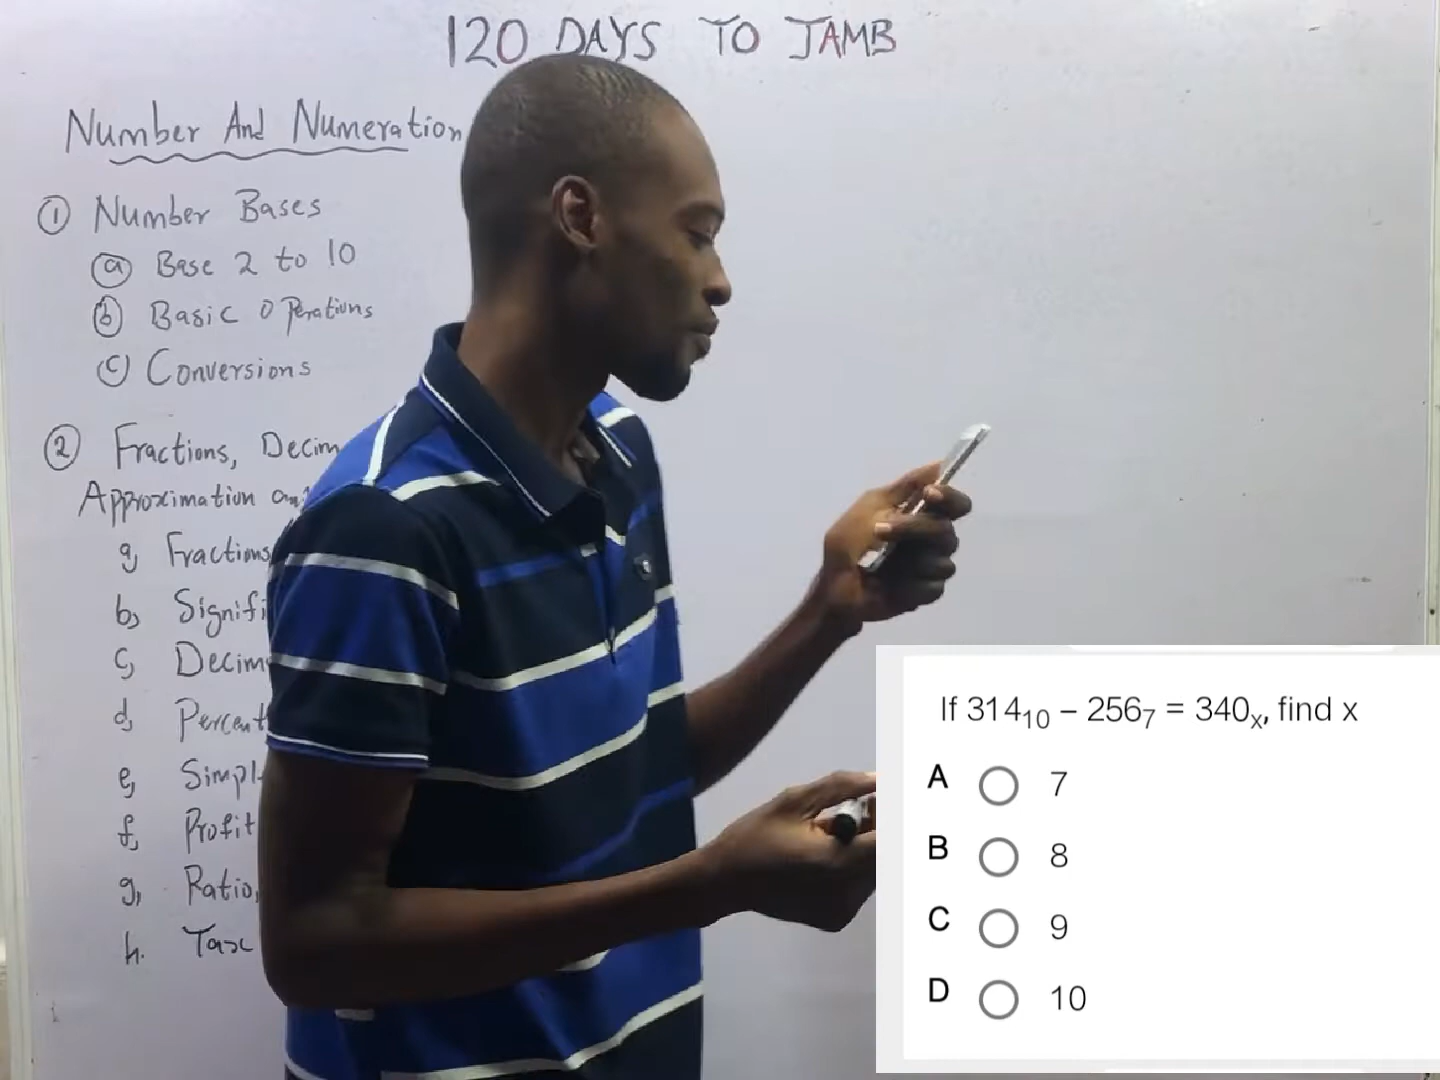 120 DAYS TO JAMB
Number And Numeration
① Number Bases
ⓐ Base 2 to 10
ⓑ Basic Operations
ⓒ Conversions
② Fractions, Decim
Approximation an
a, Fractions
b, Signifi
c, Decim
d, Percent
e, Simpl
f, Profit
g, Ratio,
h. Tax
If 314₁₀ – 256₇ = 340ₓ, find x
A 7
B 8
C 9
D 10